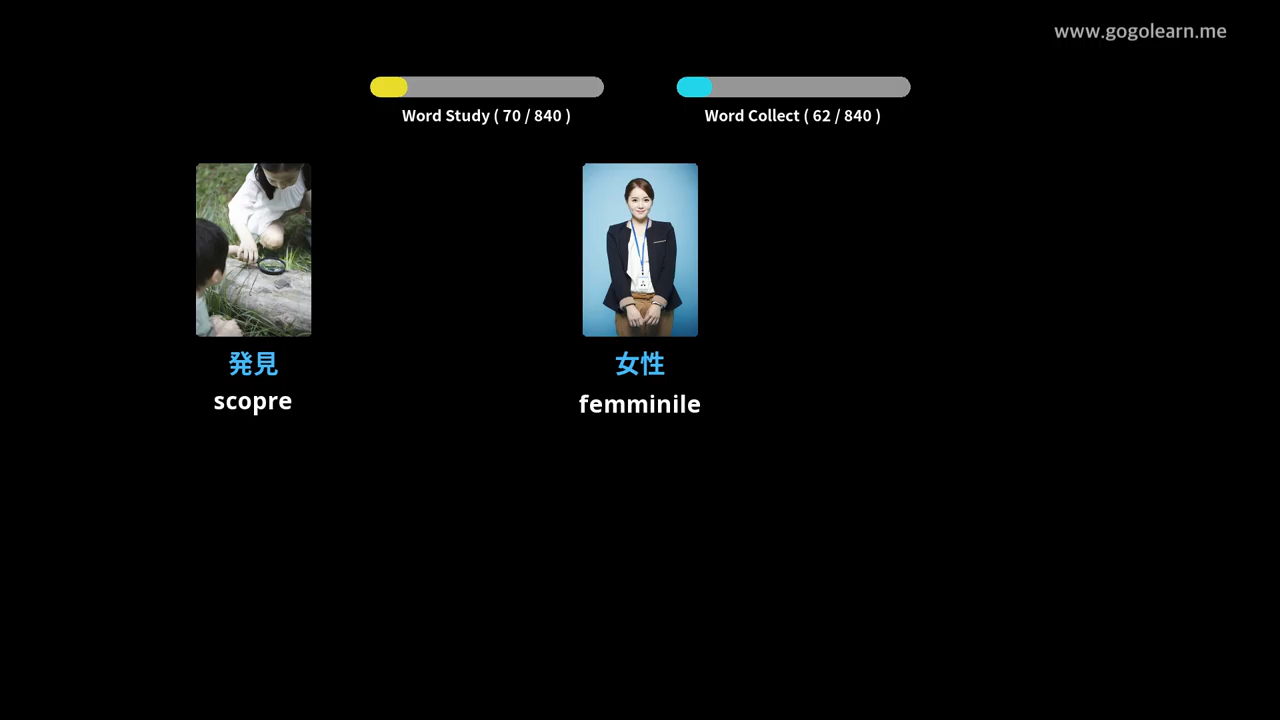 www.gogolearn.me
Word Study ( 70 / 840 )
Word Collect ( 62 / 840 )
発見
scopre
女性
femminile